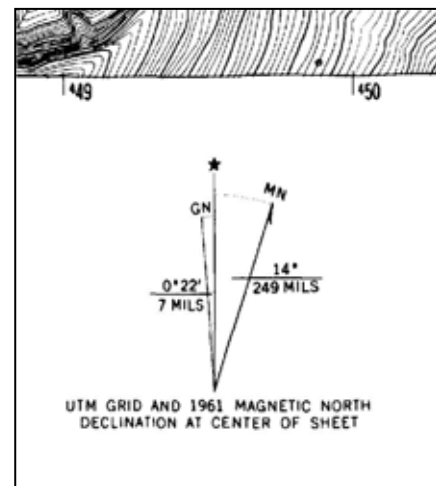 ⁴49
⁴50
★
GN
MN
0°22'
7 MILS
14°
249 MILS
UTM GRID AND 1961 MAGNETIC NORTH
DECLINATION AT CENTER OF SHEET